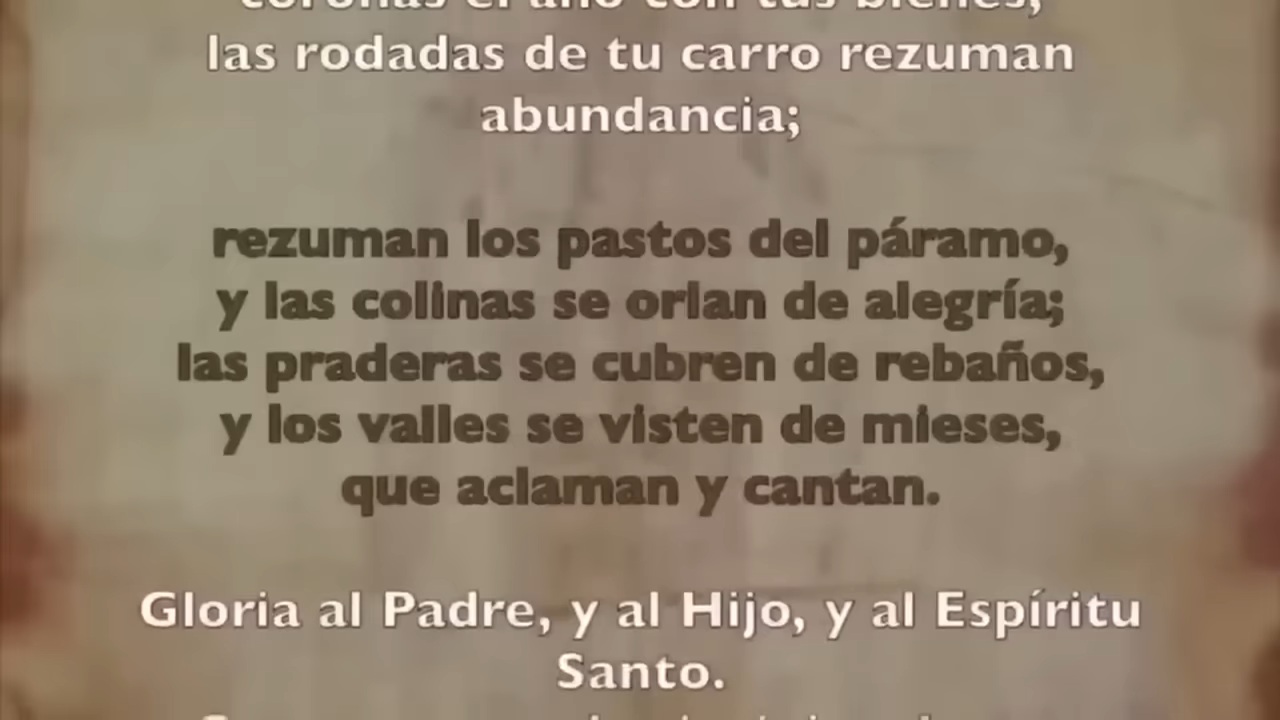 coronas el año con tus bienes,
las rodadas de tu carro rezuman
abundancia;
rezuman los pastos del páramo,
y las colinas se orlan de alegría;
las praderas se cubren de rebaños,
y los valles se visten de mieses,
que aclaman y cantan.
Gloria al Padre, y al Hijo, y al Espíritu
Santo.